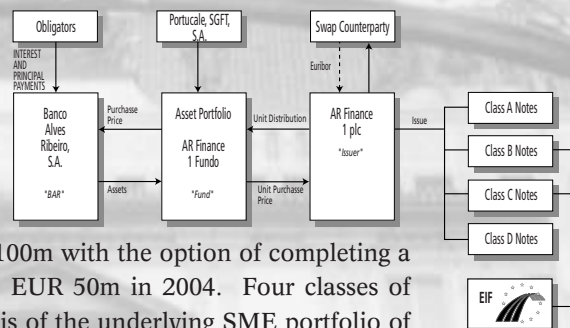 Obligators
Portucale, SGFT,
S.A.
Swap Counterparty
INTEREST
AND
PRINCIPAL
PAYMENTS
Euribor
Banco
Alves
Ribeiro,
S.A.
"BAR"
Purchasse
Price
Assets
Asset Portfolio
AR Finance
1 Fundo
"Fund"
Unit Distribution
Unit Purchasse
Price
AR Finance
1 plc
"Issuer"
Issue
Class A Notes
Class B Notes
Class C Notes
Class D Notes
EIF
100m with the option of completing a
EUR 50m in 2004. Four classes of
is of the underlying SME portfolio of